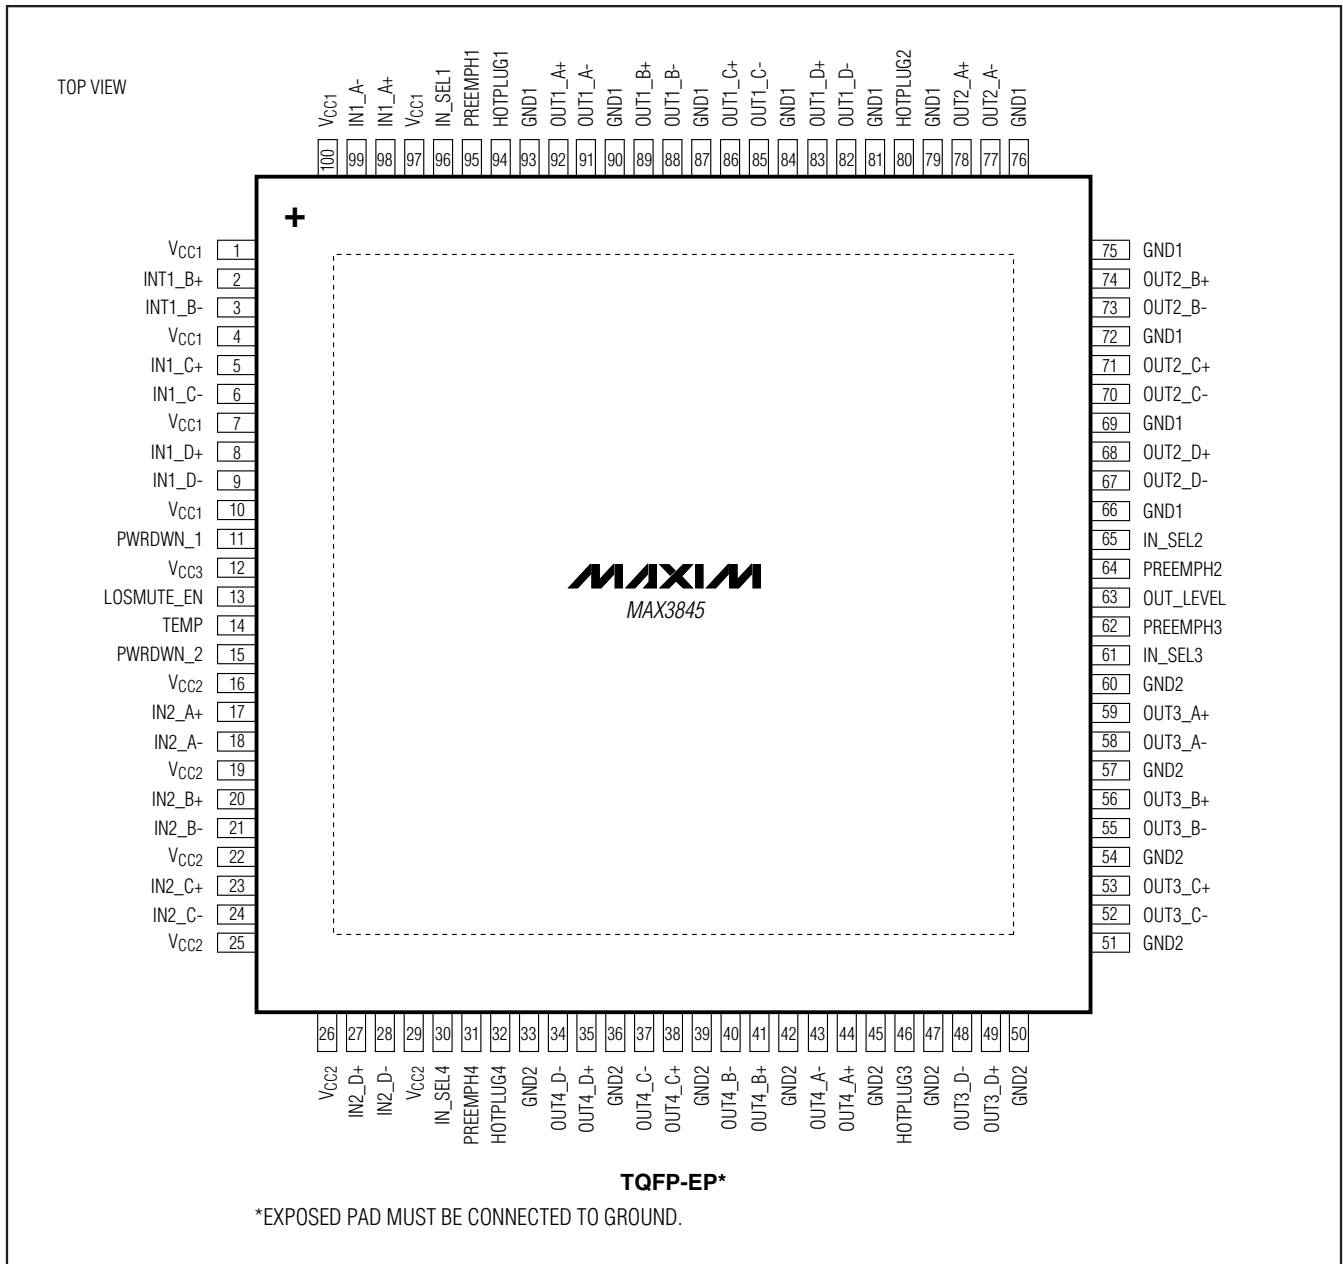 TOP VIEW
VCC1
IN1_A-
IN1_A+
VCC1
IN_SEL1
PREEMPH1
HOTPLUG1
GND1
OUT1_A+
OUT1_A-
GND1
OUT1_B+
OUT1_B-
GND1
OUT1_C+
OUT1_C-
GND1
OUT1_D+
OUT1_D-
GND1
HOTPLUG2
GND1
OUT2_A+
OUT2_A-
GND1
100 99 98 97 96 95 94 93 92 91 90 89 88 87 86 85 84 83 82 81 80 79 78 77 76
+
VCC1 1
INT1_B+ 2
INT1_B- 3
VCC1 4
IN1_C+ 5
IN1_C- 6
VCC1 7
IN1_D+ 8
IN1_D- 9
VCC1 10
PWRDWN_1 11
VCC3 12
LOSMUTE_EN 13
TEMP 14
PWRDWN_2 15
VCC2 16
IN2_A+ 17
IN2_A- 18
VCC2 19
IN2_B+ 20
IN2_B- 21
VCC2 22
IN2_C+ 23
IN2_C- 24
VCC2 25
MAXIM
MAX3845
75 GND1
74 OUT2_B+
73 OUT2_B-
72 GND1
71 OUT2_C+
70 OUT2_C-
69 GND1
68 OUT2_D+
67 OUT2_D-
66 GND1
65 IN_SEL2
64 PREEMPH2
63 OUT_LEVEL
62 PREEMPH3
61 IN_SEL3
60 GND2
59 OUT3_A+
58 OUT3_A-
57 GND2
56 OUT3_B+
55 OUT3_B-
54 GND2
53 OUT3_C+
52 OUT3_C-
51 GND2
26 27 28 29 30 31 32 33 34 35 36 37 38 39 40 41 42 43 44 45 46 47 48 49 50
VCC2
IN2_D+
IN2_D-
VCC2
IN_SEL4
PREEMPH4
HOTPLUG4
GND2
OUT4_D-
OUT4_D+
GND2
OUT4_C-
OUT4_C+
GND2
OUT4_B-
OUT4_B+
GND2
OUT4_A-
OUT4_A+
GND2
HOTPLUG3
GND2
OUT3_D-
OUT3_D+
GND2
TQFP-EP*
*EXPOSED PAD MUST BE CONNECTED TO GROUND.